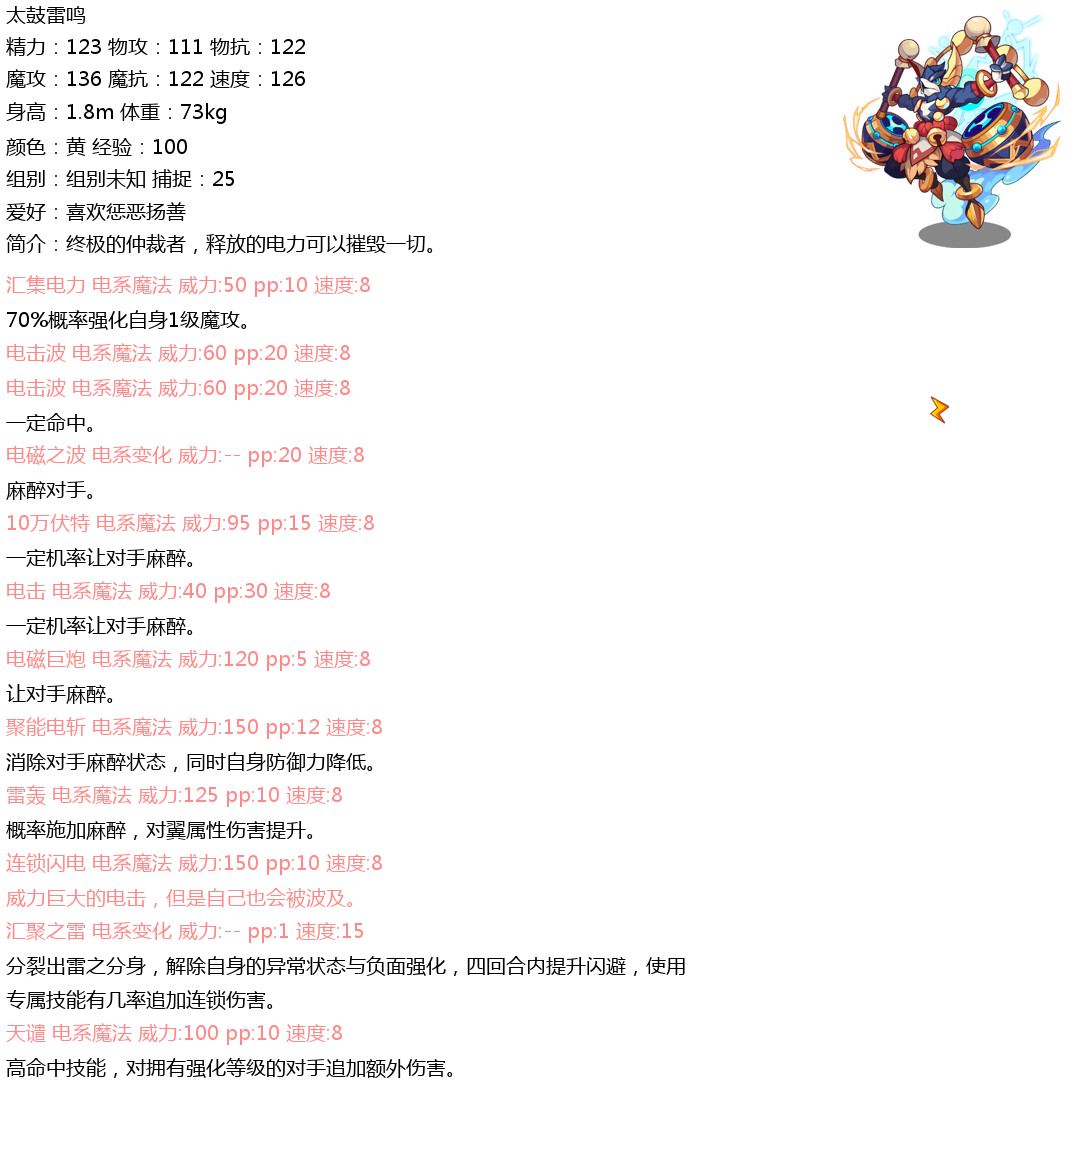 太鼓雷鸣
精力：123 物攻：111 物抗：122
魔攻：136 魔抗：122 速度：126
身高：1.8m 体重：73kg
颜色：黄 经验：100
组别：组别未知 捕捉：25
爱好：喜欢惩恶扬善
简介：终极的仲裁者，释放的电力可以摧毁一切。
汇集电力 电系魔法 威力:50 pp:10 速度:8
70%概率强化自身1级魔攻。
电击波 电系魔法 威力:60 pp:20 速度:8
电击波 电系魔法 威力:60 pp:20 速度:8
一定命中。
电磁之波 电系变化 威力:-- pp:20 速度:8
麻醉对手。
10万伏特 电系魔法 威力:95 pp:15 速度:8
一定机率让对手麻醉。
电击 电系魔法 威力:40 pp:30 速度:8
一定机率让对手麻醉。
电磁巨炮 电系魔法 威力:120 pp:5 速度:8
让对手麻醉。
聚能电斩 电系魔法 威力:150 pp:12 速度:8
消除对手麻醉状态，同时自身防御力降低。
雷轰 电系魔法 威力:125 pp:10 速度:8
概率施加麻醉，对翼属性伤害提升。
连锁闪电 电系魔法 威力:150 pp:10 速度:8
威力巨大的电击，但是自己也会被波及。
汇聚之雷 电系变化 威力:-- pp:1 速度:15
分裂出雷之分身，解除自身的异常状态与负面强化，四回合内提升闪避，使用
专属技能有几率追加连锁伤害。
天谴 电系魔法 威力:100 pp:10 速度:8
高命中技能，对拥有强化等级的对手追加额外伤害。